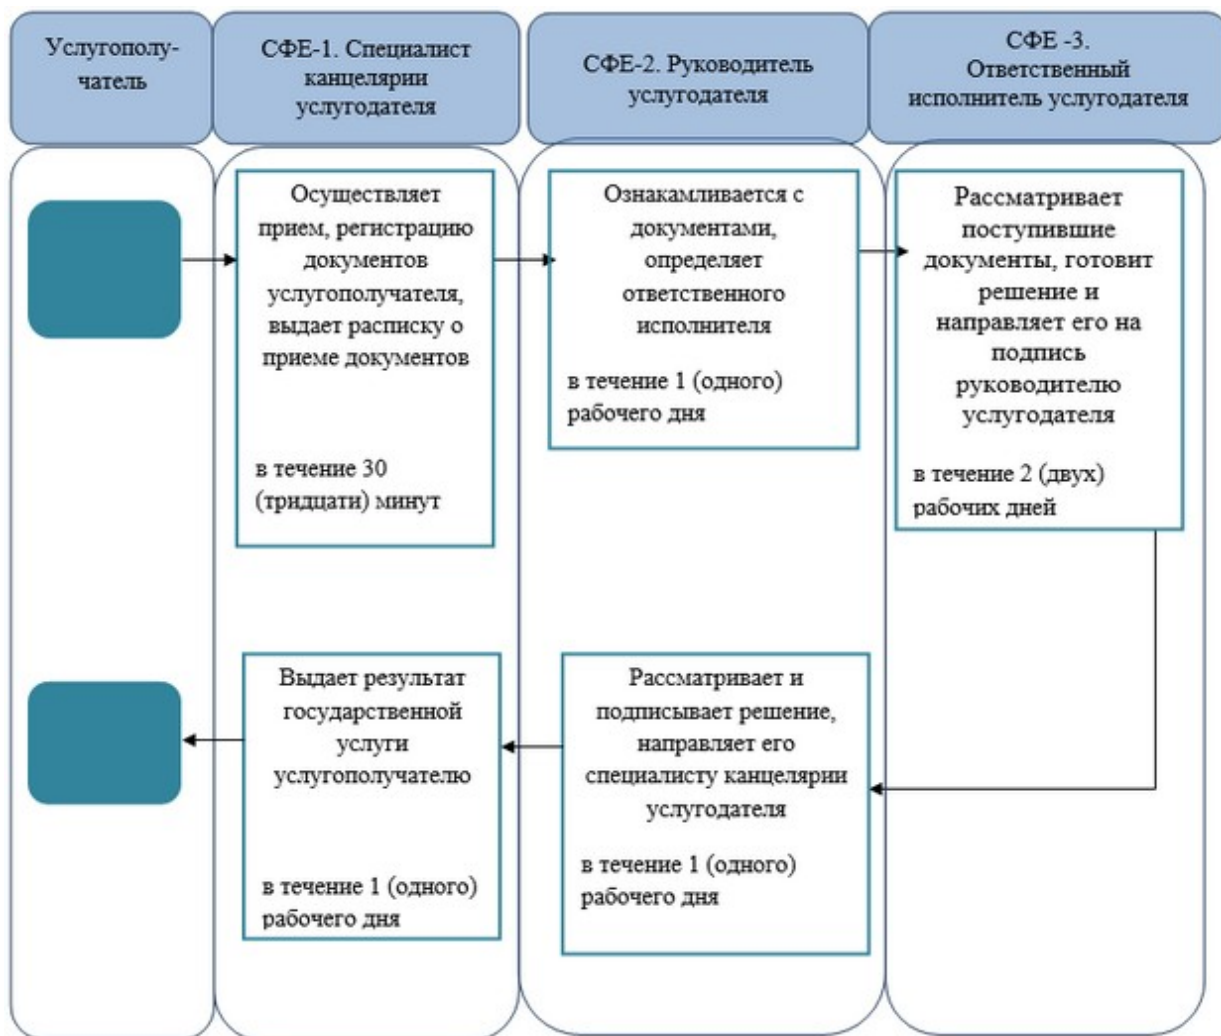 Услугополу-
чатель
СФЕ-1. Специалист
канцелярии
услугодателя
СФЕ-2. Руководитель
услугодателя
СФЕ -3.
Ответственный
исполнитель услугодателя
Осуществляет
прием, регистрацию
документов
услугополучателя,
выдает расписку о
приеме документов
в течение 30
(тридцати) минут
Ознакамливается с
документами,
определяет
ответственного
исполнителя
в течение 1 (одного)
рабочего дня
Рассматривает
поступившие
документы, готовит
решение и
направляет его на
подпись
руководителю
услугодателя
в течение 2 (двух)
рабочих дней
Выдает результат
государственной
услуги
услугополучателю
в течение 1 (одного)
рабочего дня
Рассматривает и
подписывает решение,
направляет его
специалисту канцелярии
услугодателя
в течение 1 (одного)
рабочего дня